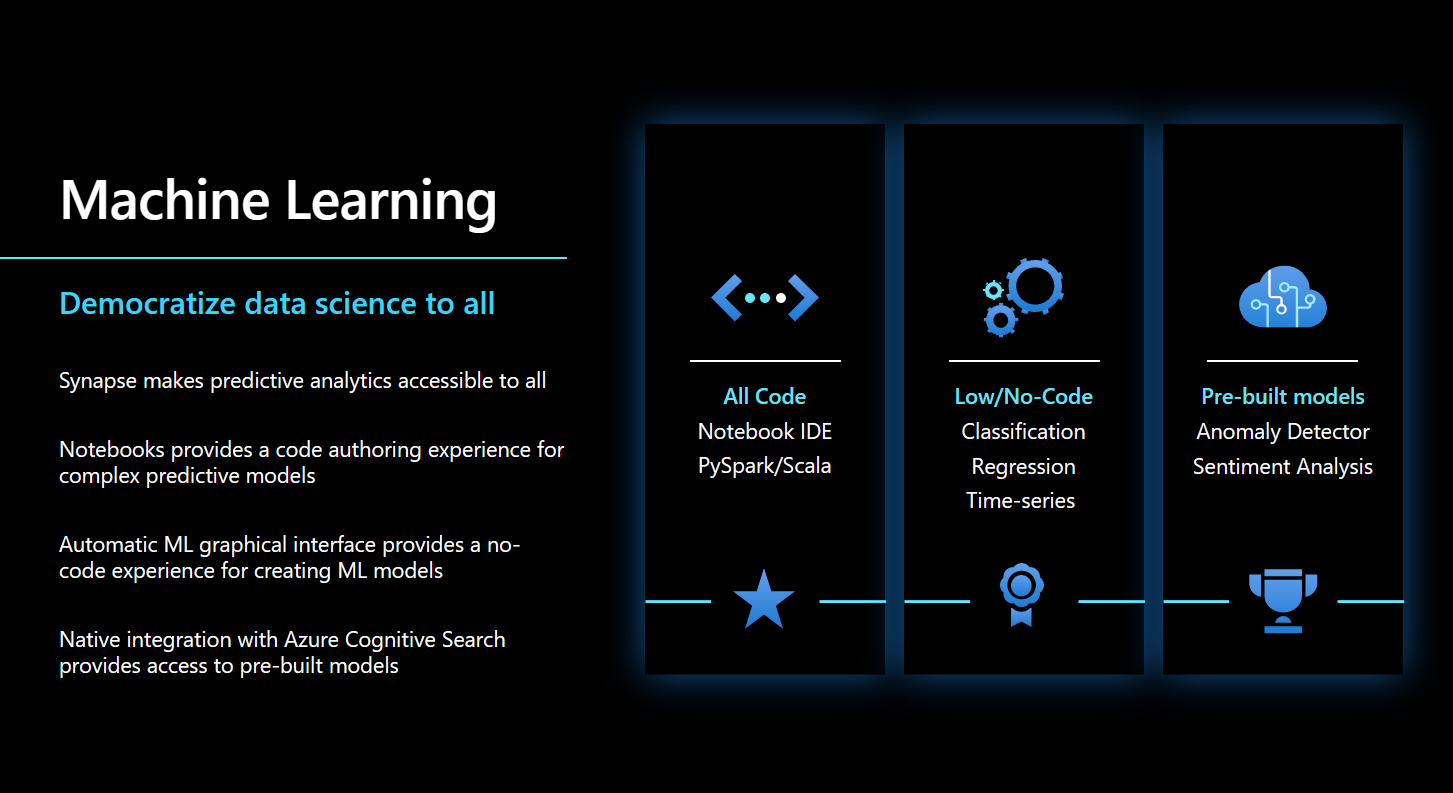 Machine Learning
Democratize data science to all
Synapse makes predictive analytics accessible to all
Notebooks provides a code authoring experience for
complex predictive models
Automatic ML graphical interface provides a no-
code experience for creating ML models
Native integration with Azure Cognitive Search
provides access to pre-built models
All Code
Notebook IDE
PySpark/Scala
Low/No-Code
Classification
Regression
Time-series
Pre-built models
Anomaly Detector
Sentiment Analysis